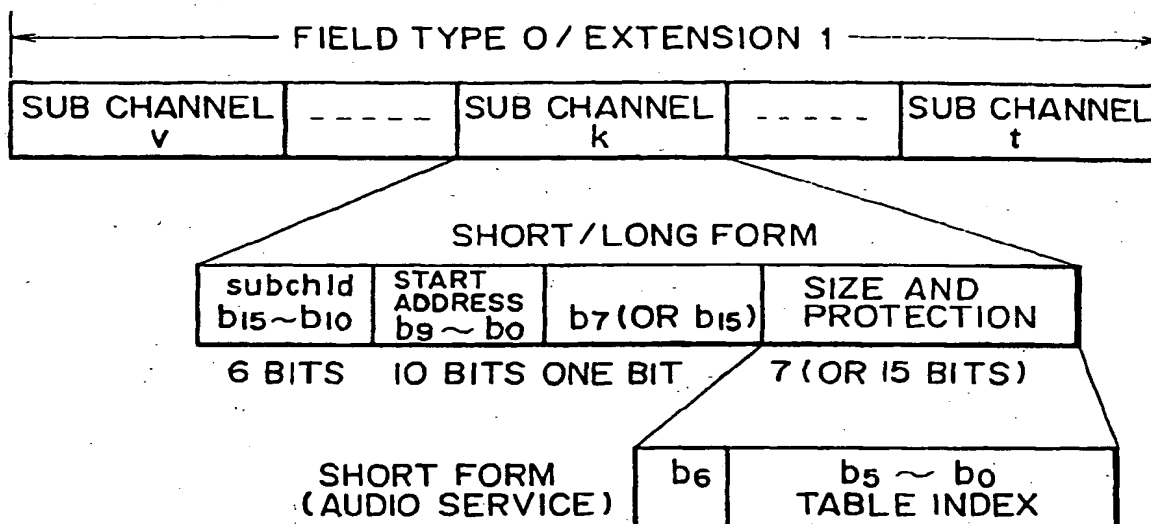 FIELD TYPE 0/ EXTENSION 1
SUB CHANNEL
v
-----
SUB CHANNEL
k
-----
SUB CHANNEL
t
SHORT/LONG FORM
subchId
b15~b10
START
ADDRESS
b9~b0
b7(OR b15)
SIZE AND
PROTECTION
6 BITS
10 BITS
ONE BIT
7(OR 15 BITS)
SHORT FORM
(AUDIO SERVICE)
b6
b5~b0
TABLE INDEX